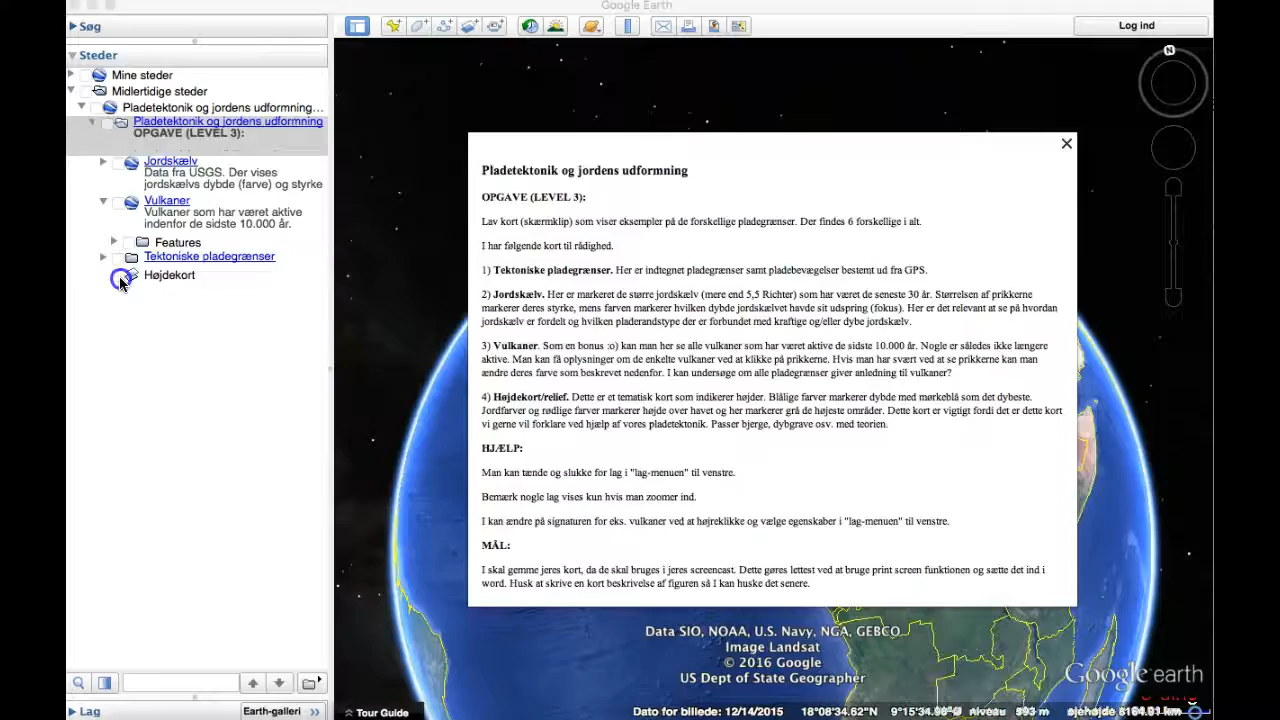 Google Earth
Søg
Log ind
Steder
Mine steder
Midlertidige steder
Pladetektonik og jordens udformning...
Pladetektonik og jordens udformning
OPGAVE (LEVEL 3):
Jordskælv
Data fra USGS. Der vises
jordskælvs dybde (farve) og styrke
Vulkaner
Vulkaner som har været aktive
indenfor de sidste 10.000 år.
Features
Tektoniske pladegrænser
Højdekort
Lag
Earth-galleri >>
N
Pladetektonik og jordens udformning
OPGAVE (LEVEL 3):
Lav kort (skærmklip) som viser eksempler på de forskellige pladegrænser. Der findes 6 forskellige i alt.
I har følgende kort til rådighed.
1) Tektoniske pladegrænser. Her er indtegnet pladegrænser samt pladebevægelser bestemt ud fra GPS.
2) Jordskælv. Her er markeret de større jordskælv (mere end 5,5 Richter) som har været de seneste 30 år. Størrelsen af prikkerne
markerer deres styrke, mens farven markerer hvilken dybde jordskælvet havde sit udspring (fokus). Her er det relevant at se på hvordan
jordskælv er fordelt og hvilken pladerandstype der er forbundet med kraftige og/eller dybe jordskælv.
3) Vulkaner. Som en bonus :o) kan man her se alle vulkaner som har været aktive de sidste 10.000 år. Nogle er således ikke længere
aktive. Man kan få oplysninger om de enkelte vulkaner ved at klikke på prikkerne. Hvis man har svært ved at se prikkerne kan man
ændre deres farve som beskrevet nedenfor. I kan undersøge om alle pladegrænser giver anledning til vulkaner?
4) Højdekort/relief. Dette er et tematisk kort som indikerer højder. Blålige farver markerer dybde med mørkeblå som det dybeste.
Jordfarver og rødlige farver markerer højde over havet og her markerer grå de højeste områder. Dette kort er vigtigt fordi det er dette kort
vi gerne vil forklare ved hjælp af vores pladetektonik. Passer bjerge, dybgrave osv. med teorien.
HJÆLP:
Man kan tænde og slukke for lag i "lag-menuen" til venstre.
Bemærk nogle lag vises kun hvis man zoomer ind.
I kan ændre på signaturen for eks. vulkaner ved at højreklikke og vælge egenskaber i "lag-menuen" til venstre.
MÅL:
I skal gemme jeres kort, da de skal bruges i jeres screencast. Dette gøres lettest ved at bruge print screen funktionen og sætte det ind i
word. Husk at skrive en kort beskrivelse af figuren så I kan huske det senere.
Data SIO, NOAA, U.S. Navy, NGA, GEBCO
Image Landsat
© 2016 Google
US Dept of State Geographer
Google earth
Tour Guide
Dato for billede: 12/14/2015 18°08'34.62"N